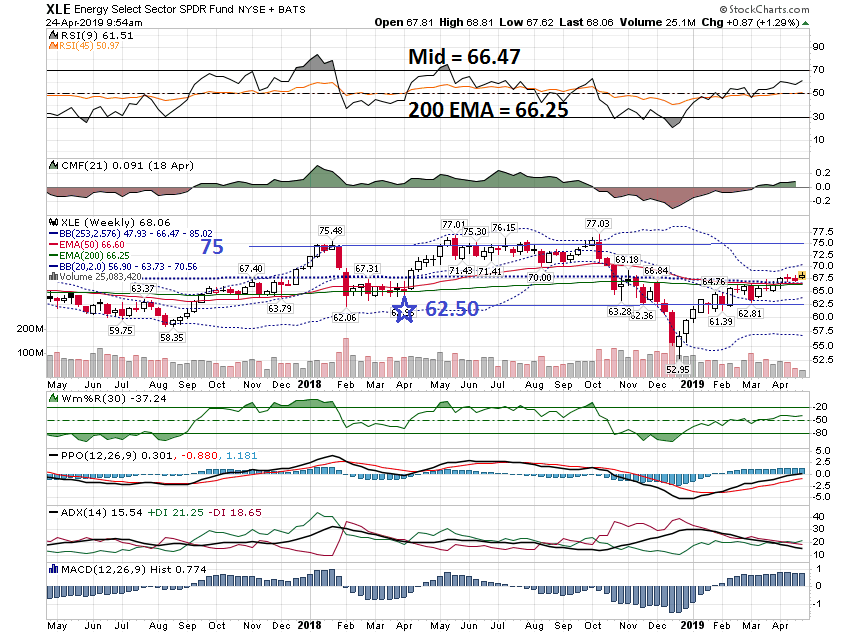 XLE Energy Select Sector SPDR Fund NYSE + BATS
© StockCharts.com
24-Apr-2019 9:54am
Open 67.81 High 68.81 Low 67.62 Last 68.06 Volume 25.1M Chg +0.87 (+1.29%)
RSI(9) 61.51
RSI(45) 50.97
Mid = 66.47
200 EMA = 66.25
90
70
50
30
10
CMF(21) 0.091 (18 Apr)
0.2
0.0
-0.2
XLE (Weekly) 68.06
BB(253,2.576) 47.93 - 66.47 - 85.02
EMA(50) 66.60
EMA(200) 66.25
BB(20,2.0) 56.90 - 63.73 - 70.56
Volume 25,083,420
75
62.50
63.37
59.75
58.35
67.40
63.79
75.48
62.06
67.31
77.01
71.43
75.30
71.41
76.15
70.00
77.03
63.28
69.18
62.36
66.84
52.95
64.76
61.39
62.81
77.5
75.0
72.5
70.0
67.5
65.0
62.5
60.0
57.5
55.0
52.5
200M
100M
May Jun Jul Aug Sep Oct Nov Dec 2018 Feb Mar Apr May Jun Jul Aug Sep Oct Nov Dec 2019 Feb Mar Apr
Wm%R(30) -37.24
-20
-50
-80
PPO(12,26,9) 0.301, -0.880, 1.181
5.0
2.5
0.0
-2.5
-5.0
ADX(14) 15.54 +DI 21.25 -DI 18.65
40
30
20
10
MACD(12,26,9) Hist 0.774
1
0
-1
May Jun Jul Aug Sep Oct Nov Dec 2018 Feb Mar Apr May Jun Jul Aug Sep Oct Nov Dec 2019 Feb Mar Apr